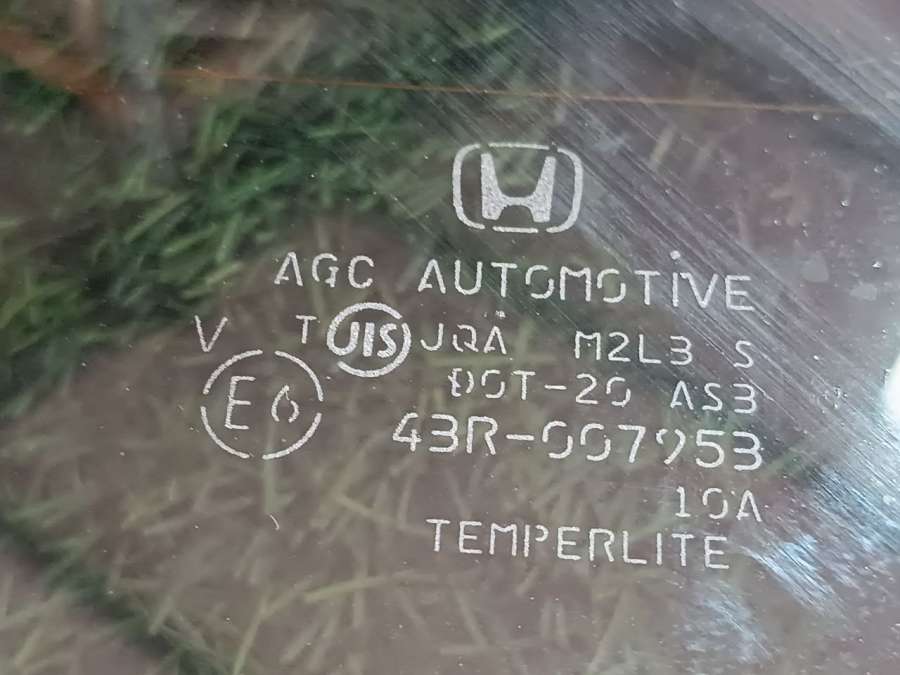 AGC AUTOMOTIVE
V T JIS JQA M2L3 S
E6 DOT-20 AS3
43R-007953
10A
TEMPERLITE